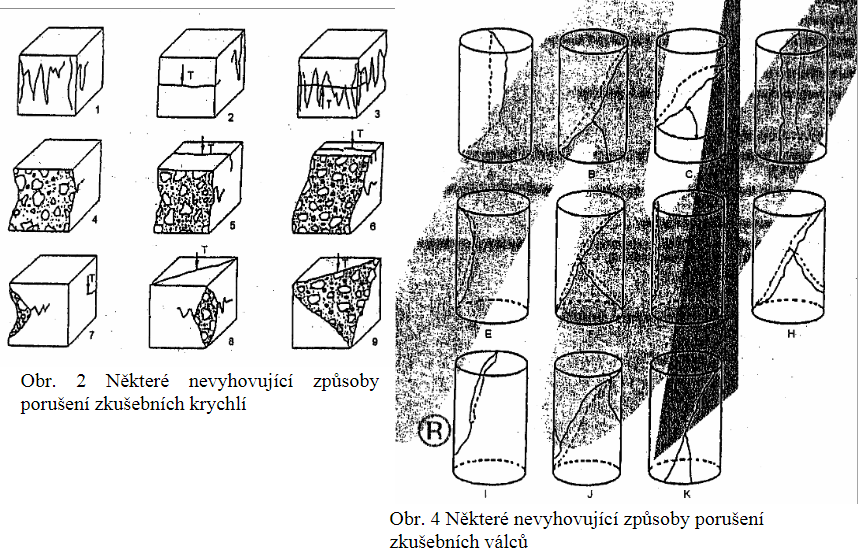 T
T
1
2
3
T
T
4
5
6
T
T
T
7
8
9
Obr. 2 Některé nevyhovující způsoby
porušení zkušebních krychlí
B
C
E
F
H
R
I
J
K
Obr. 4 Některé nevyhovující způsoby porušení
zkušebních válců